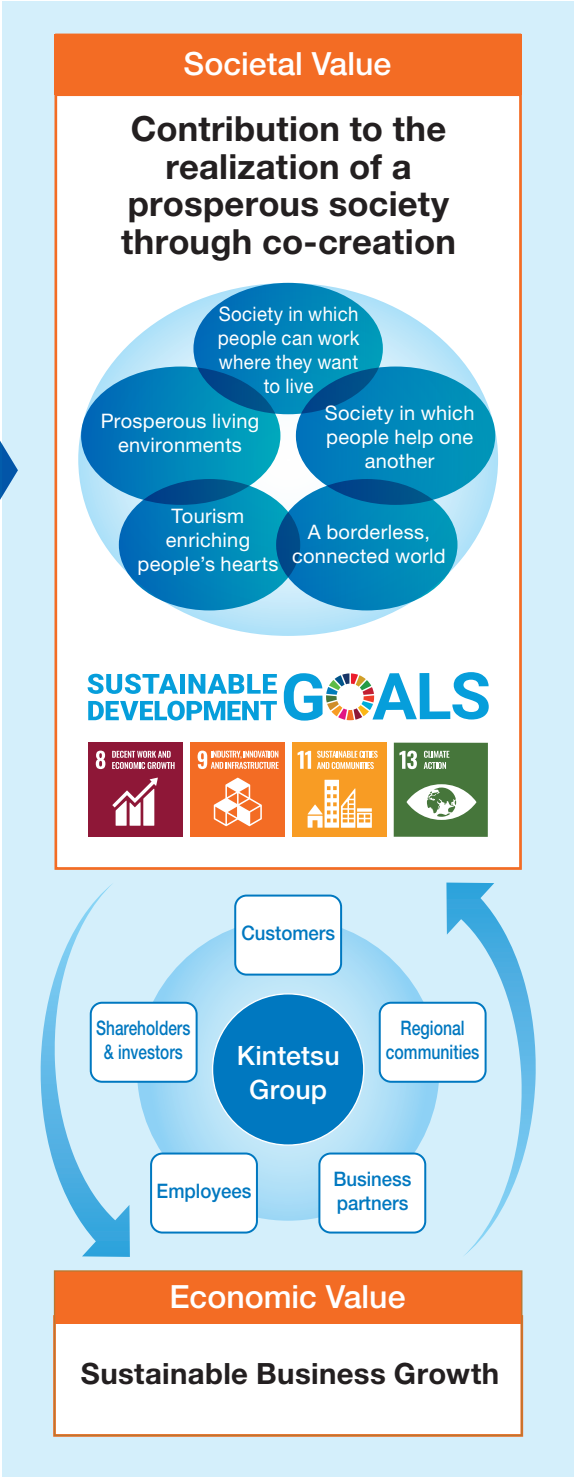 Societal Value
Contribution to the
realization of a
prosperous society
through co-creation
Society in which
people can work
where they want
to live
Prosperous living
environments
Society in which
people help one
another
Tourism
enriching
people's hearts
A borderless,
connected world
SUSTAINABLE
DEVELOPMENT
GOALS
8 DECENT WORK AND
ECONOMIC GROWTH
9 INDUSTRY, INNOVATION
AND INFRASTRUCTURE
11 SUSTAINABLE CITIES
AND COMMUNITIES
13 CLIMATE
ACTION
Customers
Shareholders
& investors
Kintetsu
Group
Regional
communities
Employees
Business
partners
Economic Value
Sustainable Business Growth